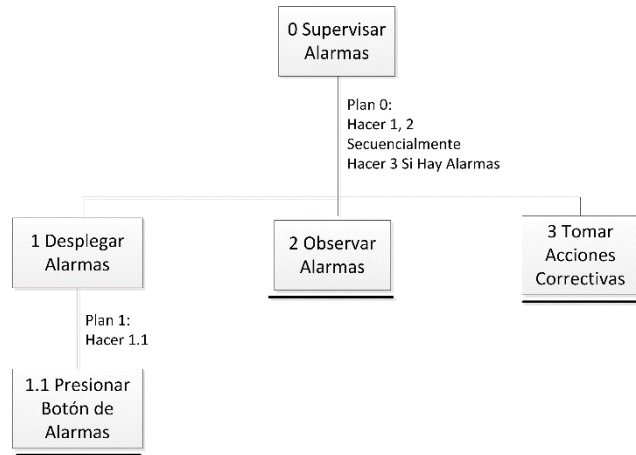 0 Supervisar
Alarmas
Plan 0:
Hacer 1, 2
Secuencialmente
Hacer 3 Si Hay Alarmas
1 Desplegar
Alarmas
2 Observar
Alarmas
3 Tomar
Acciones
Correctivas
Plan 1:
Hacer 1.1
1.1 Presionar
Botón de
Alarmas